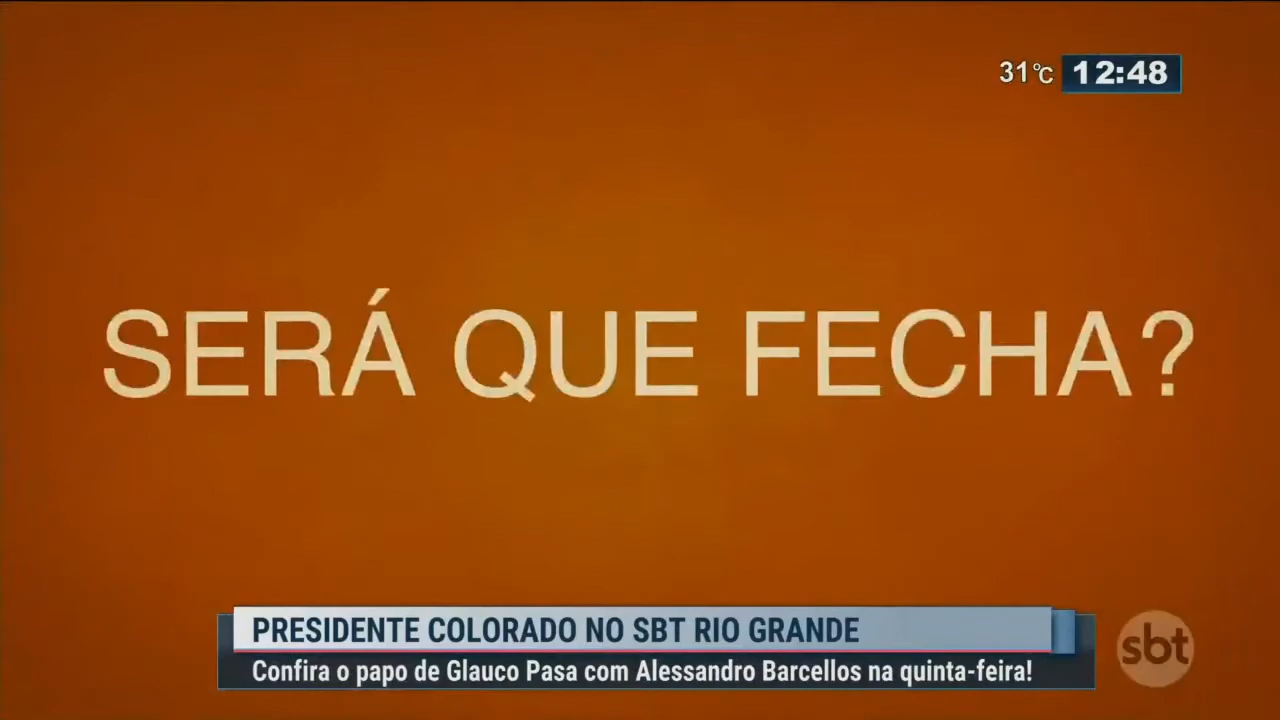 31°C 12:48
SERÁ QUE FECHA?
PRESIDENTE COLORADO NO SBT RIO GRANDE
Confira o papo de Glauco Pasa com Alessandro Barcellos na quinta-feira!
sbt